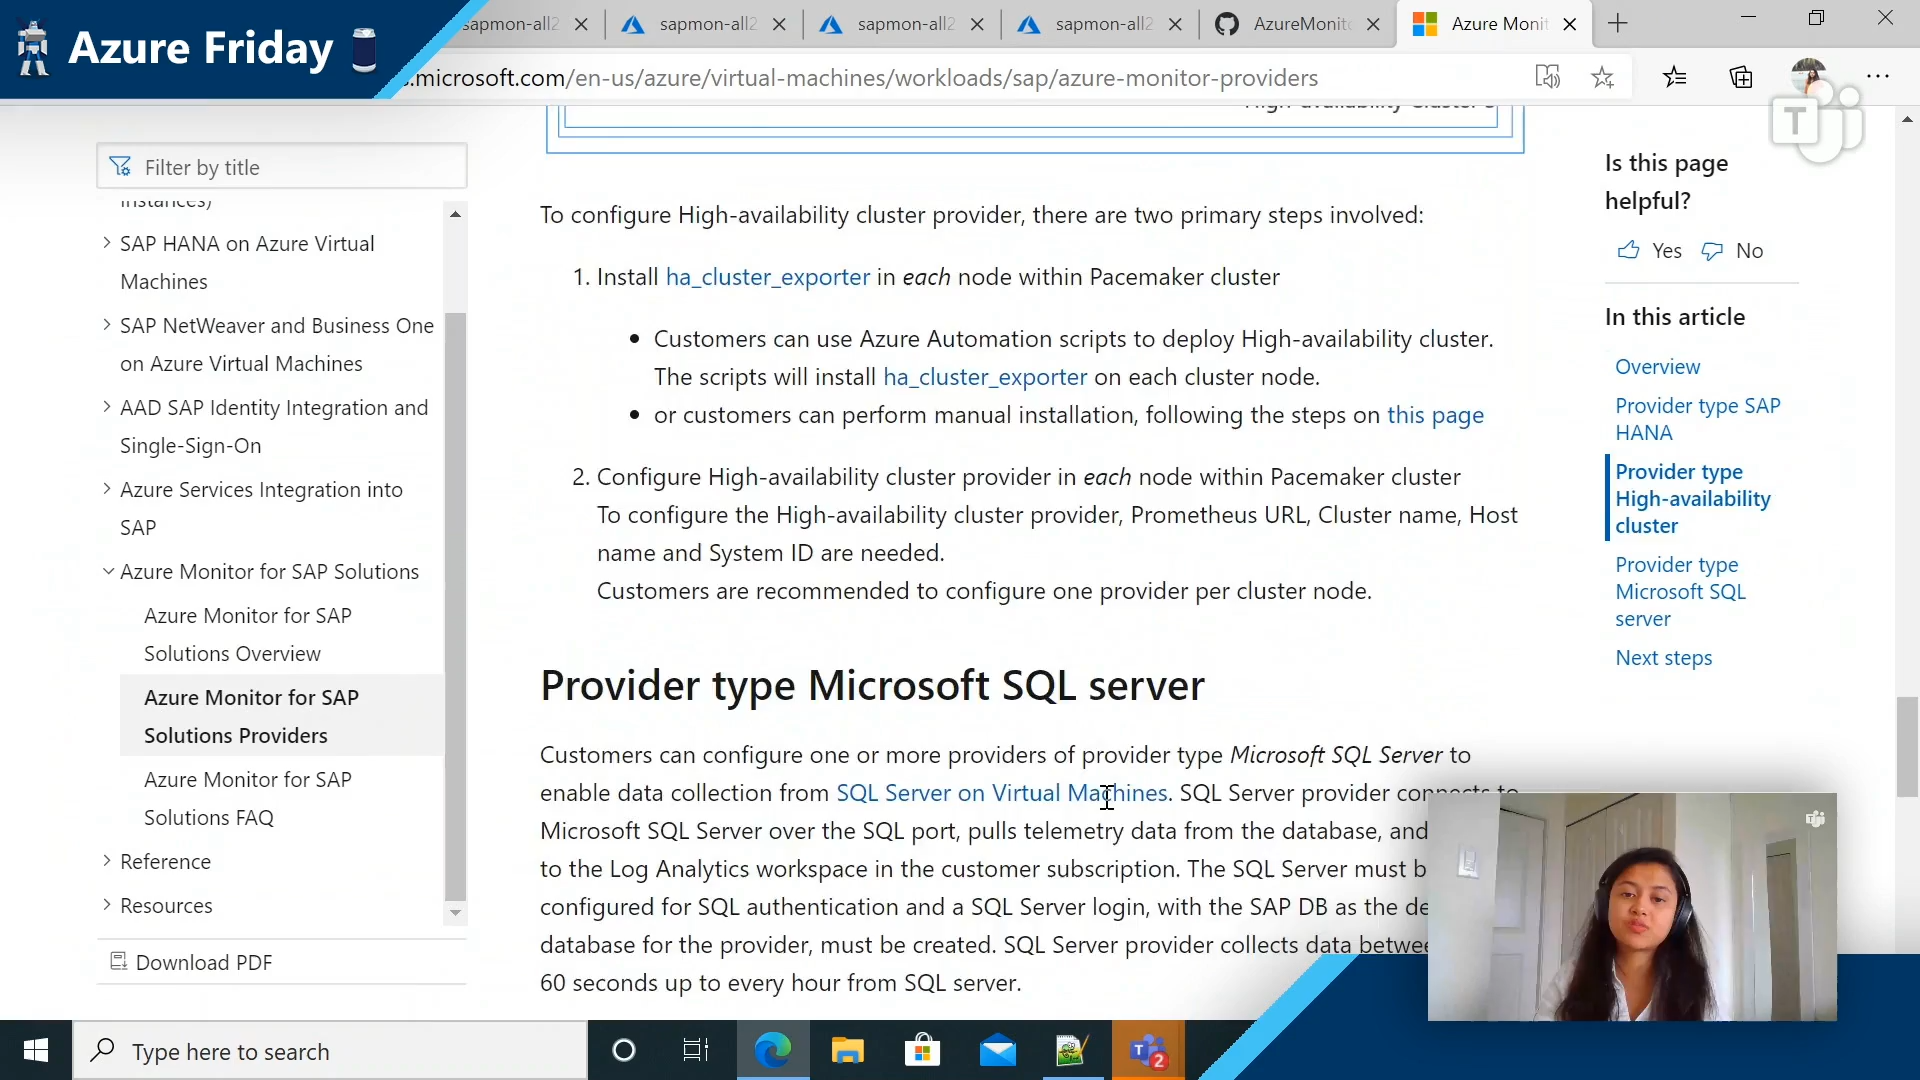 Azure Friday
sapmon-all2
sapmon-all2
sapmon-all2
sapmon-all2
AzureMonit
Azure Monit
.microsoft.com/en-us/azure/virtual-machines/workloads/sap/azure-monitor-providers
T
Filter by title
instances)
SAP HANA on Azure Virtual
Machines
SAP NetWeaver and Business One
on Azure Virtual Machines
AAD SAP Identity Integration and
Single-Sign-On
Azure Services Integration into
SAP
Azure Monitor for SAP Solutions
Azure Monitor for SAP
Solutions Overview
Azure Monitor for SAP
Solutions Providers
Azure Monitor for SAP
Solutions FAQ
Reference
Resources
Download PDF
To configure High-availability cluster provider, there are two primary steps involved:
1. Install ha_cluster_exporter in each node within Pacemaker cluster
• Customers can use Azure Automation scripts to deploy High-availability cluster.
The scripts will install ha_cluster_exporter on each cluster node.
• or customers can perform manual installation, following the steps on this page
2. Configure High-availability cluster provider in each node within Pacemaker cluster
To configure the High-availability cluster provider, Prometheus URL, Cluster name, Host
name and System ID are needed.
Customers are recommended to configure one provider per cluster node.
Provider type Microsoft SQL server
Customers can configure one or more providers of provider type Microsoft SQL Server to
enable data collection from SQL Server on Virtual Machines. SQL Server provider connects to
Microsoft SQL Server over the SQL port, pulls telemetry data from the database, and
to the Log Analytics workspace in the customer subscription. The SQL Server must b
configured for SQL authentication and a SQL Server login, with the SAP DB as the de
database for the provider, must be created. SQL Server provider collects data betwee
60 seconds up to every hour from SQL server.
Is this page
helpful?
Yes No
In this article
Overview
Provider type SAP
HANA
Provider type
High-availability
cluster
Provider type
Microsoft SQL
server
Next steps
Type here to search
2